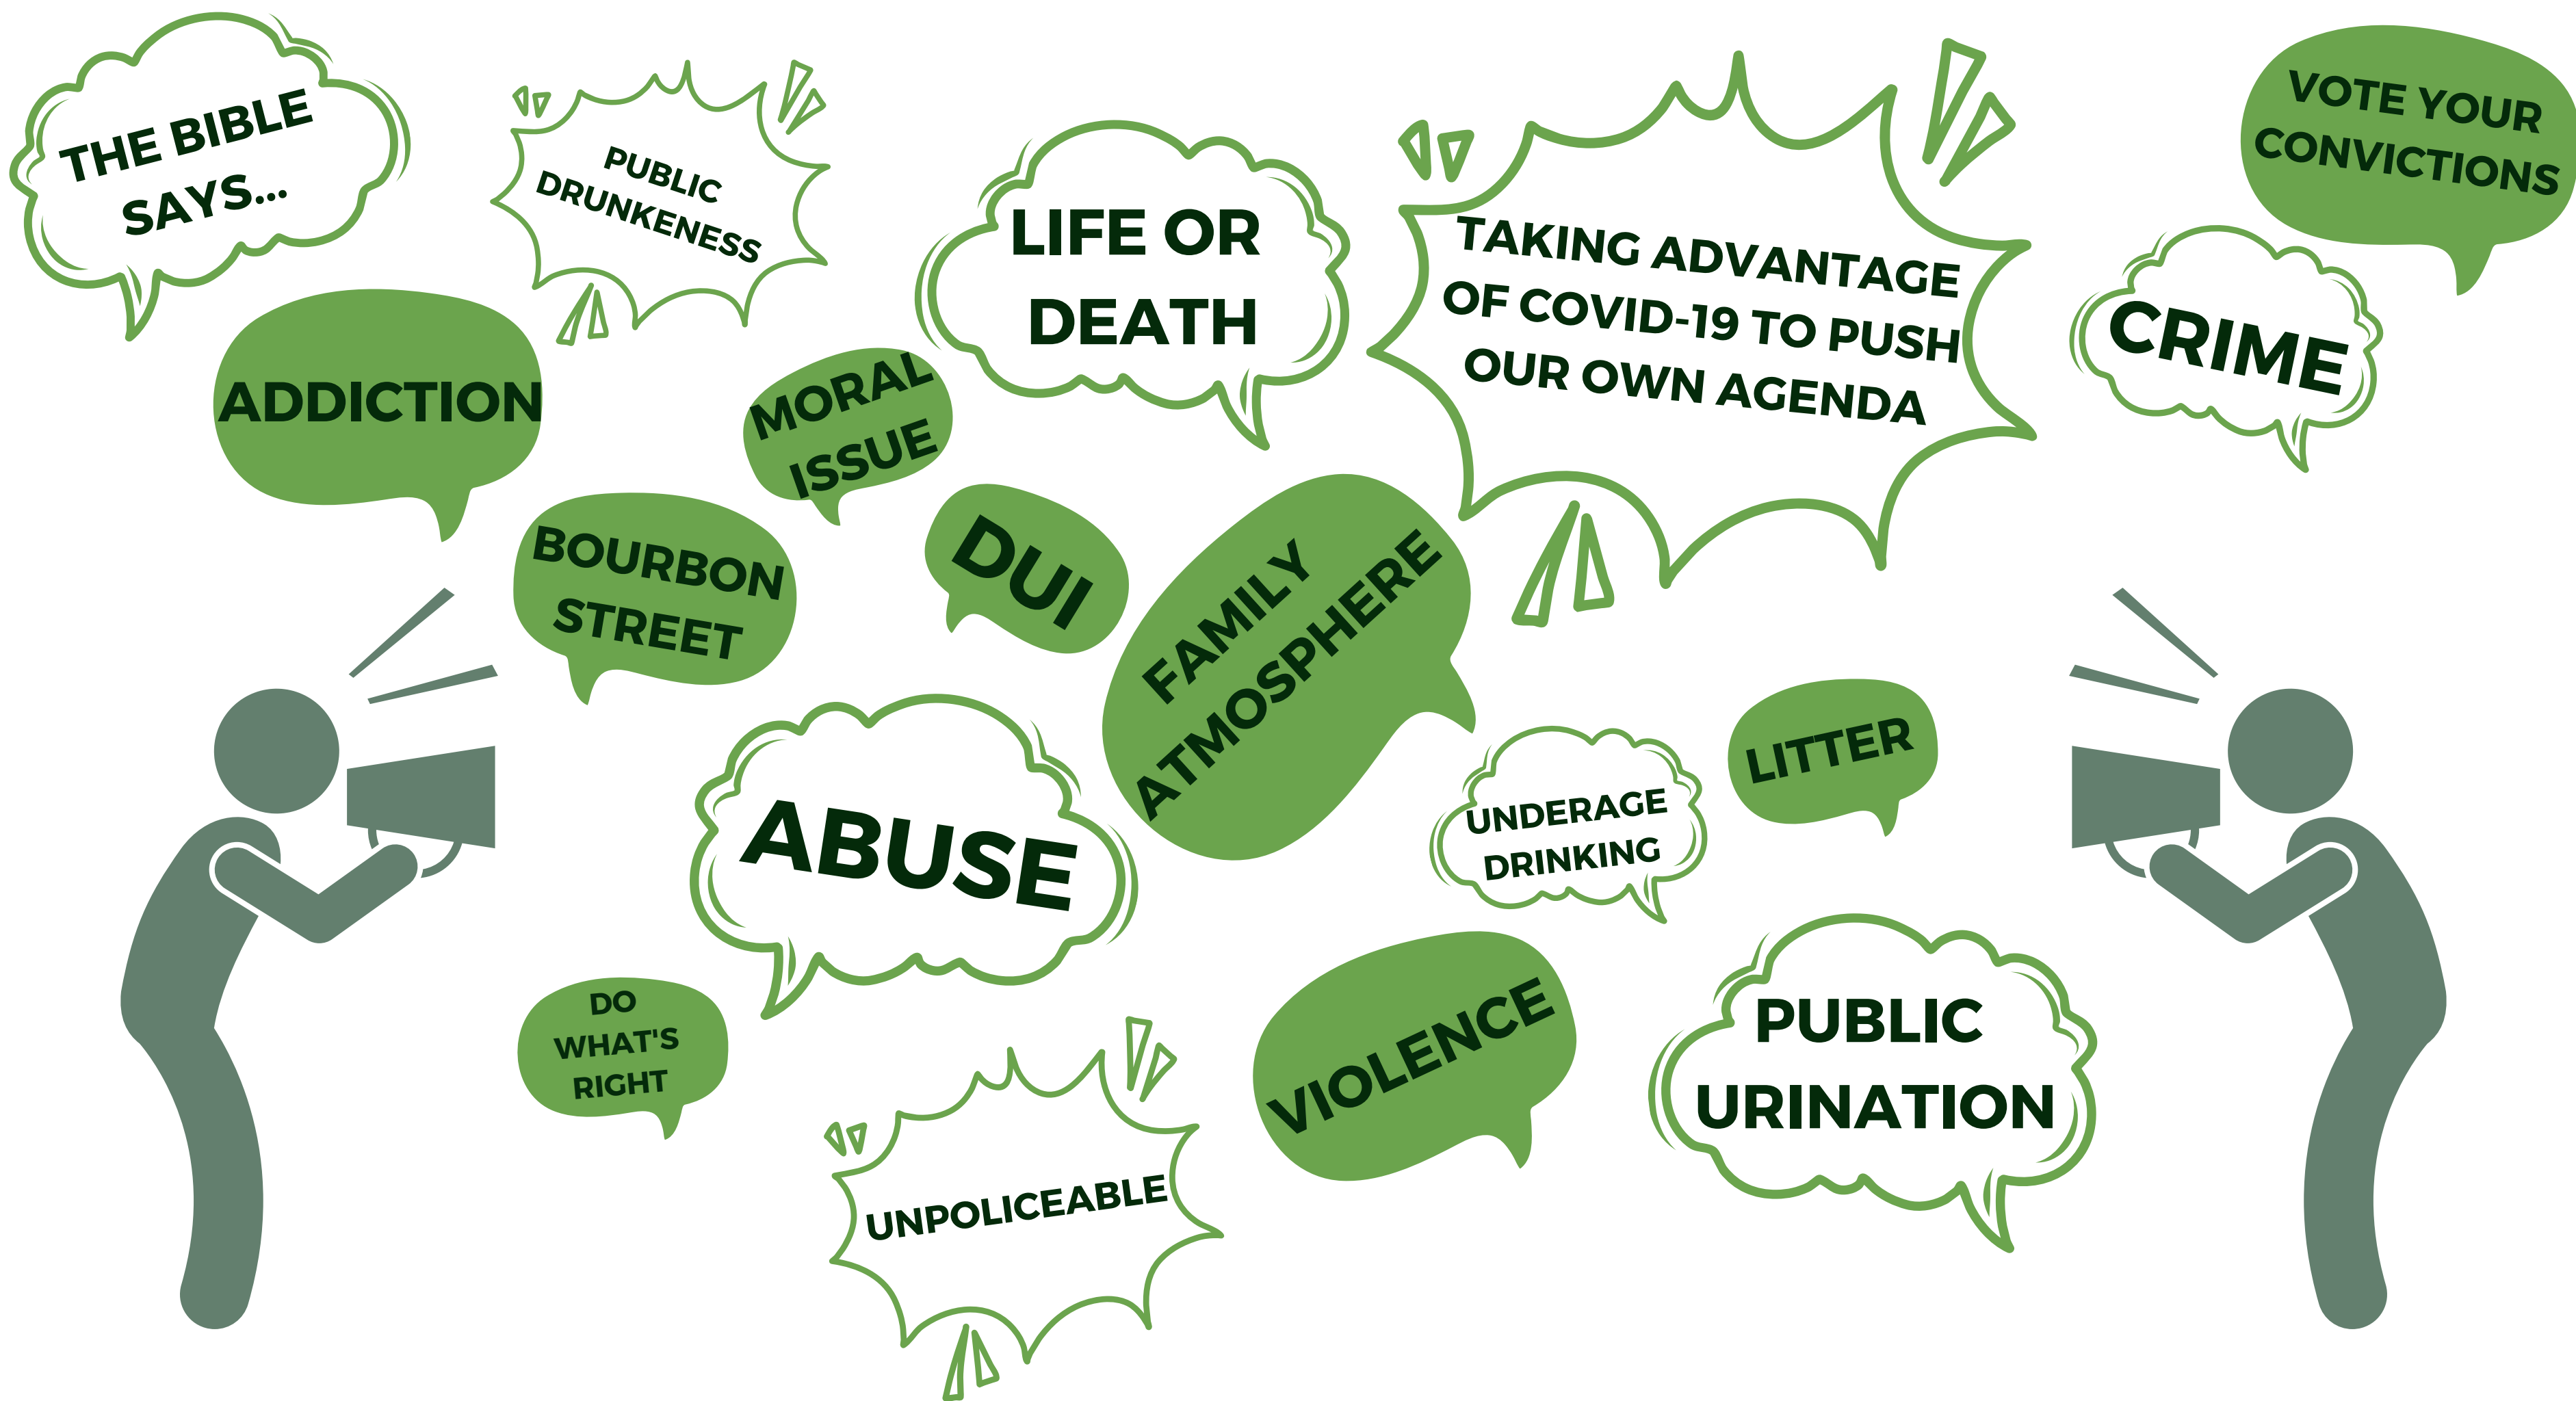 THE BIBLE
SAYS...
PUBLIC
DRUNKENESS
LIFE OR
DEATH
TAKING ADVANTAGE
OF COVID-19 TO PUSH
OUR OWN AGENDA
VOTE YOUR
CONVICTIONS
CRIME
ADDICTION
MORAL
ISSUE
BOURBON
STREET
DUI
FAMILY
ATMOSPHERE
ABUSE
UNDERAGE
DRINKING
LITTER
DO
WHAT'S
RIGHT
UNPOLICEABLE
VIOLENCE
PUBLIC
URINATION